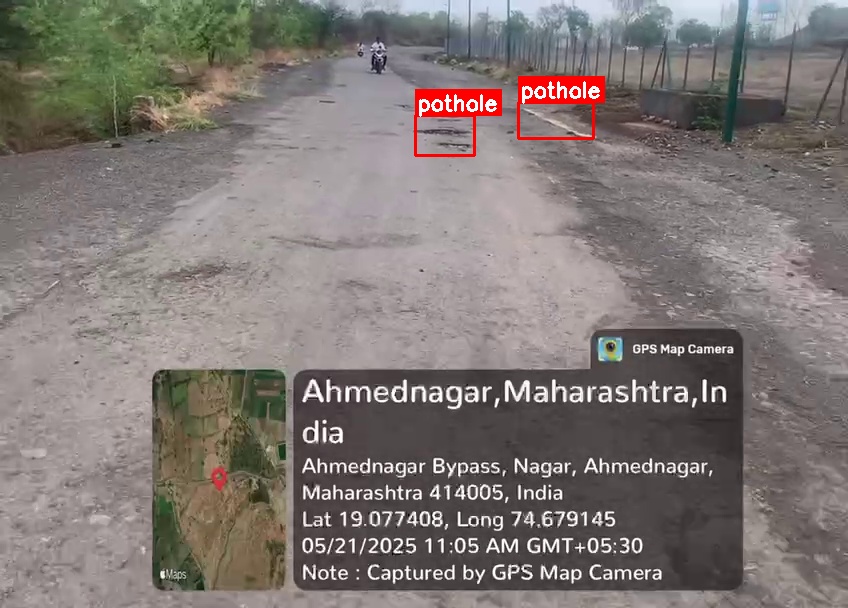 pothole
pothole
GPS Map Camera
Ahmednagar,Maharashtra,In
dia
Ahmednagar Bypass, Nagar, Ahmednagar,
Maharashtra 414005, India
Lat 19.077408, Long 74.679145
05/21/2025 11:05 AM GMT+05:30
Note : Captured by GPS Map Camera
Maps